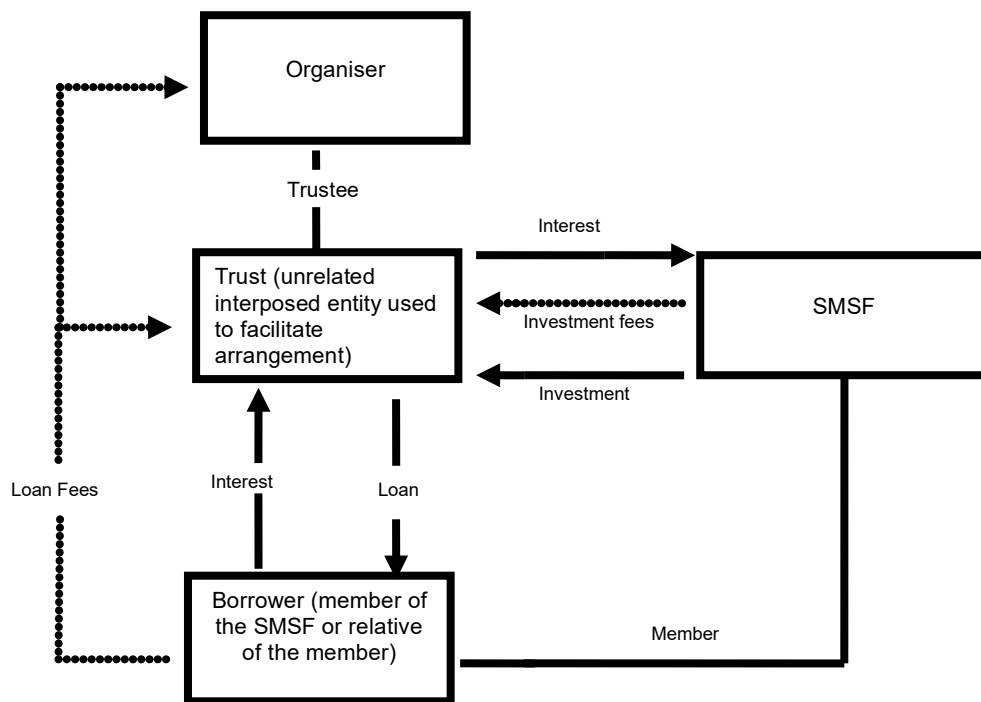 Organiser
Trustee
Interest
Trust (unrelated
interposed entity used
to facilitate
arrangement)
SMSF
Investment fees
Investment
Loan Fees
Interest
Loan
Borrower (member of
the SMSF or relative
of the member)
Member